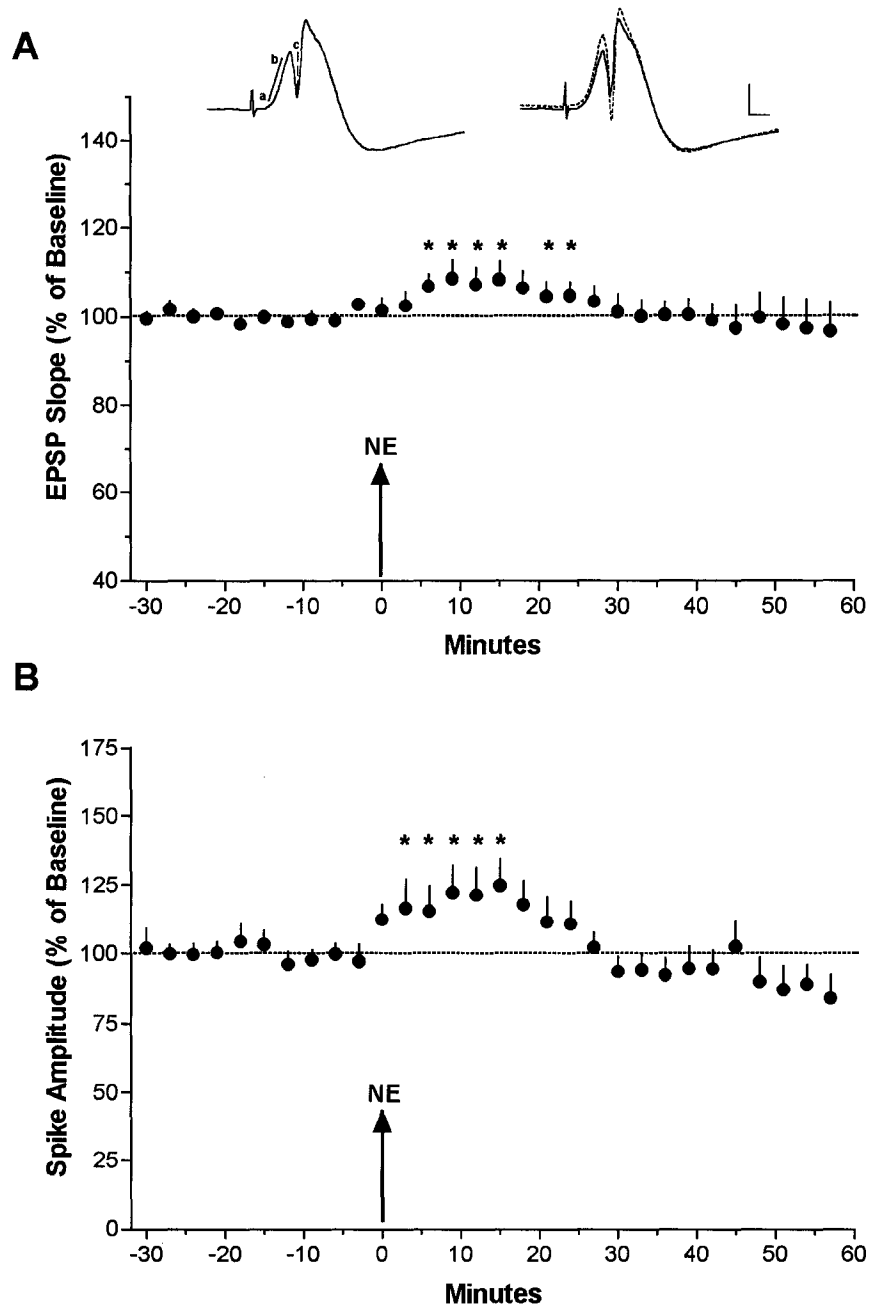 A
a b c
140
120
* * * * * *
100
80
60
40
EPSP Slope (% of Baseline)
NE
-30 -20 -10 0 10 20 30 40 50 60
Minutes
B
175
150
125
* * * * *
100
75
50
25
0
Spike Amplitude (% of Baseline)
NE
-30 -20 -10 0 10 20 30 40 50 60
Minutes